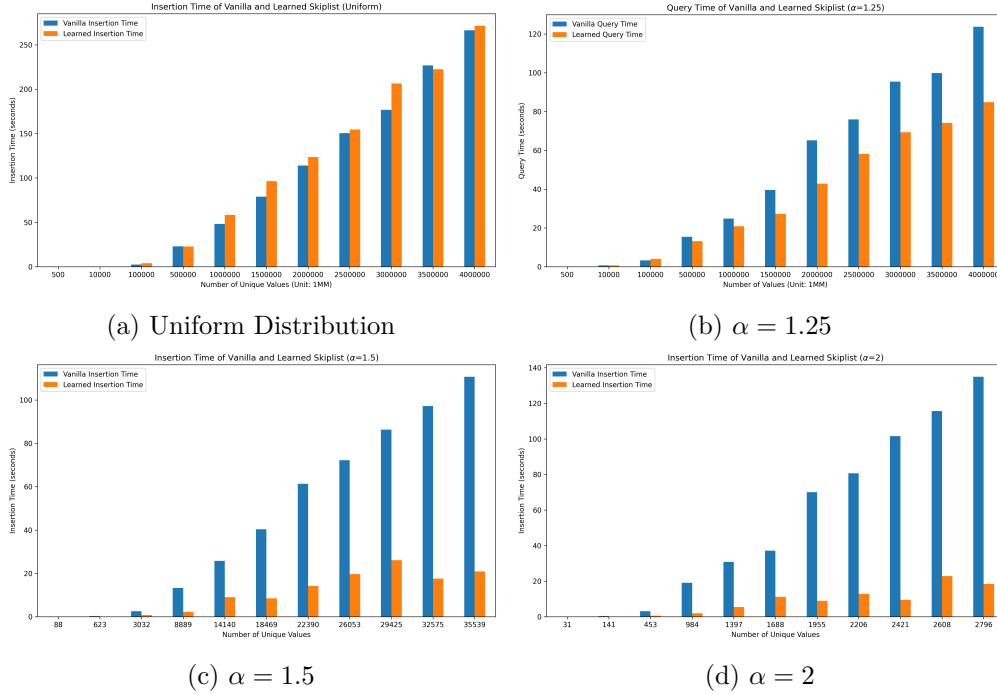 Insertion Time of Vanilla and Learned Skiplist (Uniform)
Vanilla Insertion Time
Learned Insertion Time
Insertion Time (seconds)
250
200
150
100
50
0
500 10000 100000 500000 1000000 1500000 2000000 2500000 3000000 3500000 4000000
Number of Unique Values (Unit: 1MM)
(a) Uniform Distribution
Query Time of Vanilla and Learned Skiplist (α=1.25)
Vanilla Query Time
Learned Query Time
Query Time (seconds)
120
100
80
60
40
20
0
500 10000 100000 500000 1000000 1500000 2000000 2500000 3000000 3500000 4000000
Number of Values (Unit: 1MM)
(b) α = 1.25
Insertion Time of Vanilla and Learned Skiplist (α=1.5)
Vanilla Insertion Time
Learned Insertion Time
Insertion Time (seconds)
100
80
60
40
20
0
88 623 3032 8889 14140 18469 22390 26053 29425 32575 35539
Number of Unique Values
(c) α = 1.5
Insertion Time of Vanilla and Learned Skiplist (α=2)
Vanilla Insertion Time
Learned Insertion Time
Insertion Time (seconds)
140
120
100
80
60
40
20
0
31 141 453 984 1397 1688 1955 2206 2421 2608 2796
Number of Unique Values
(d) α = 2